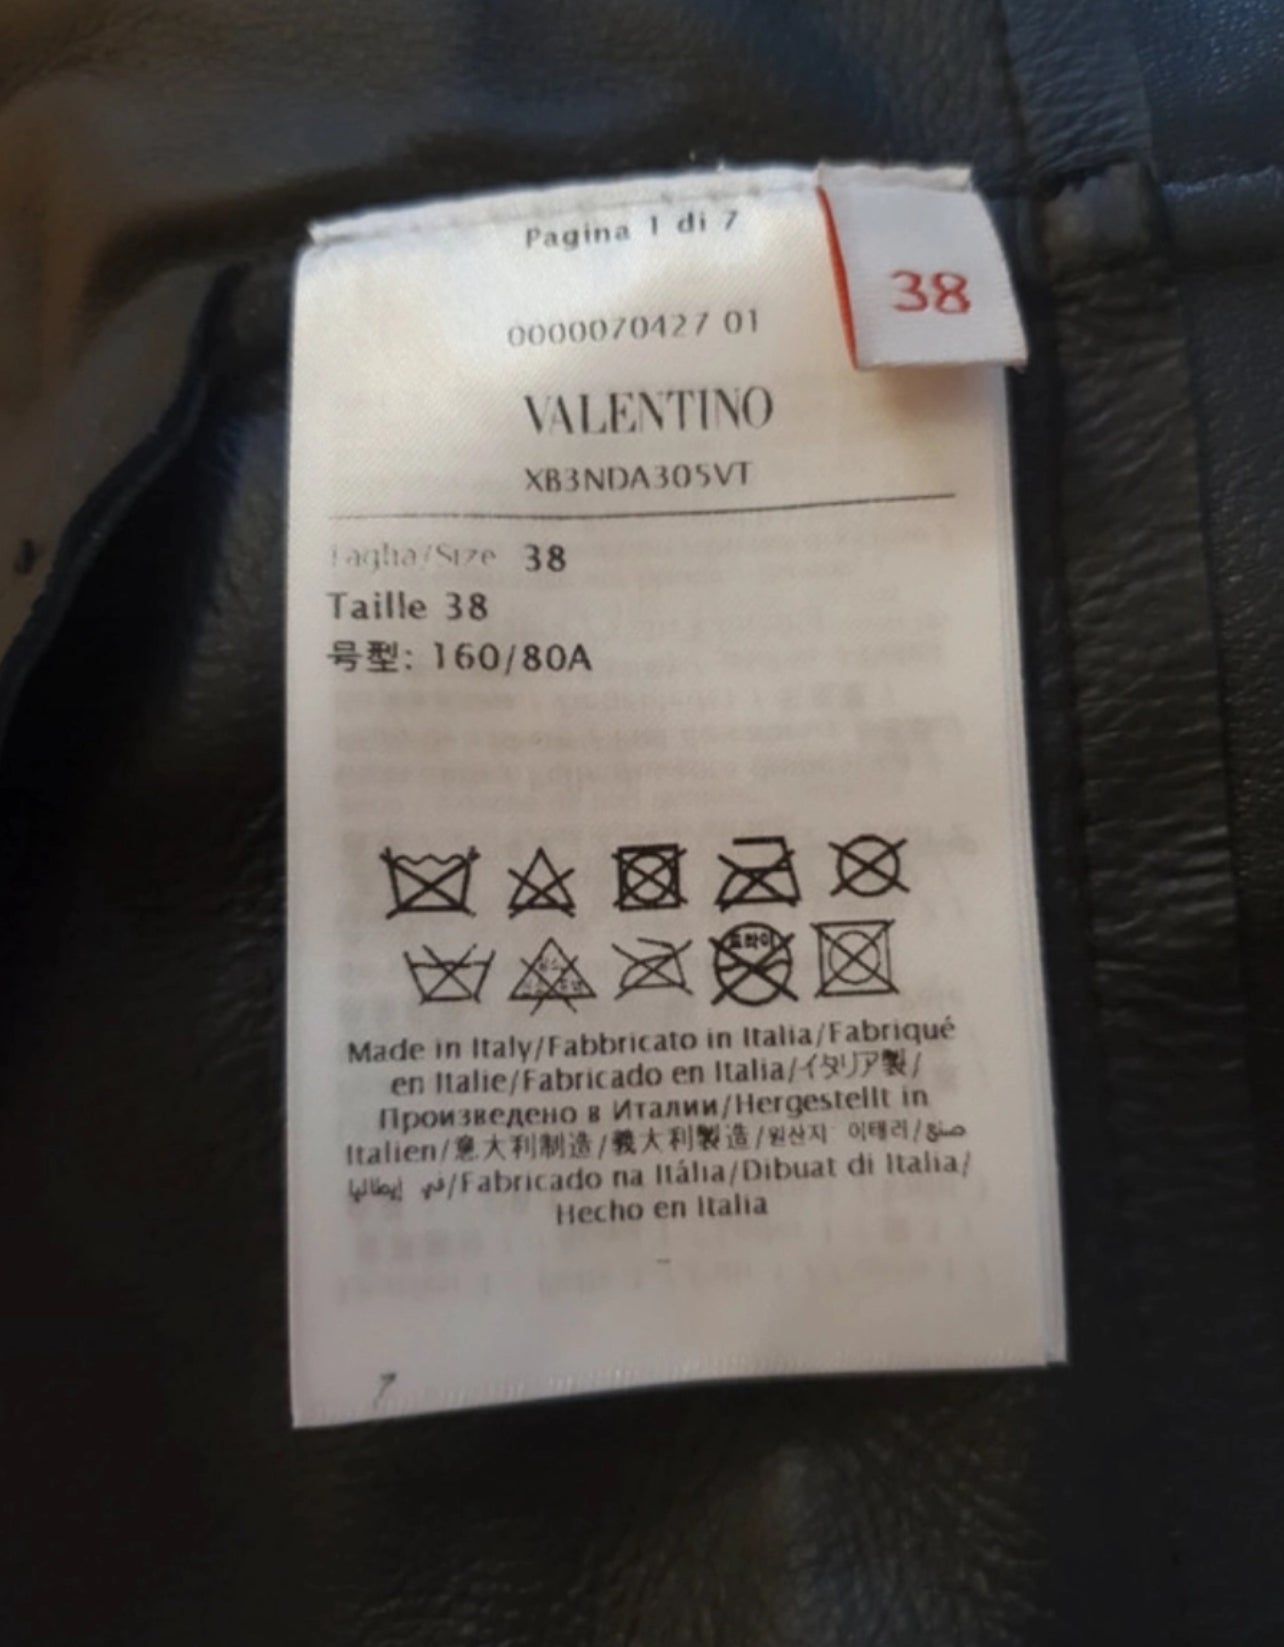 Pagina 1 di 7
38
0000070427 01
VALENTINO
XB3NDA305VT
Taglia/Size 38
Taille 38
号型: 160/80A
드라이
Made in Italy/Fabbricato in Italia/Fabriqué
en Italie/Fabricado en Italia/イタリア製/
Произведено в Италии/Hergestellt in
Italien/意大利制造/義大利製造/원산지 이태리/صنع
في إيطاليا/Fabricado na Itália/Dibuat di Italia/
Hecho en Italia